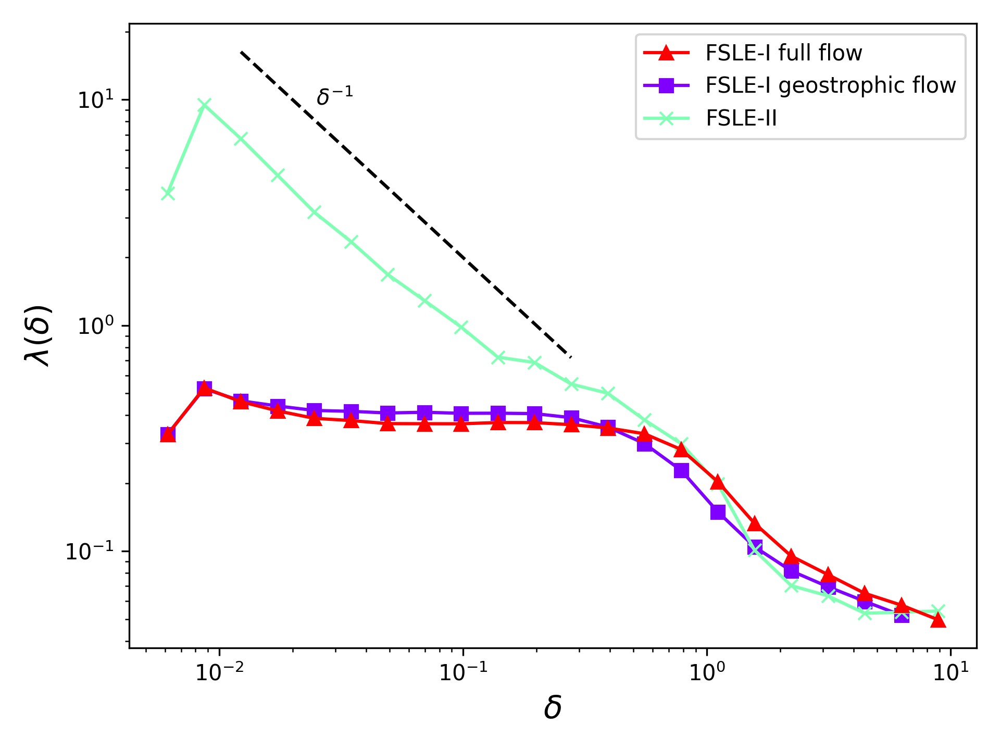 FSLE-I full flow
FSLE-I geostrophic flow
FSLE-II
δ⁻¹
λ(δ)
10¹
10⁰
10⁻¹
10⁻² 10⁻¹ 10⁰ 10¹
δ